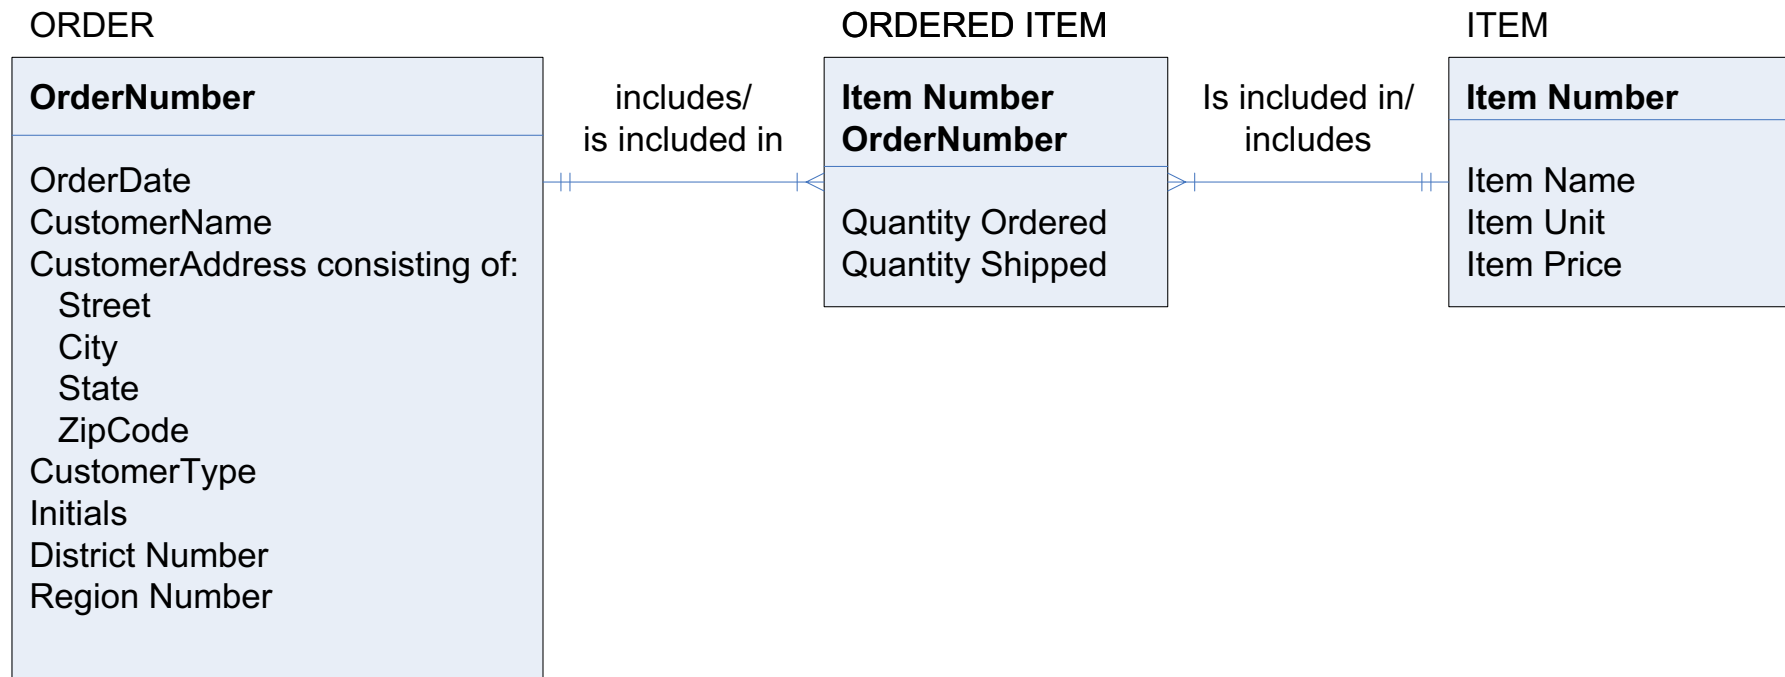 ORDER
OrderNumber
OrderDate
CustomerName
CustomerAddress consisting of:
Street
City
State
ZipCode
CustomerType
Initials
District Number
Region Number
includes/
is included in
ORDERED ITEM
Item Number
OrderNumber
Quantity Ordered
Quantity Shipped
Is included in/
includes
ITEM
Item Number
Item Name
Item Unit
Item Price